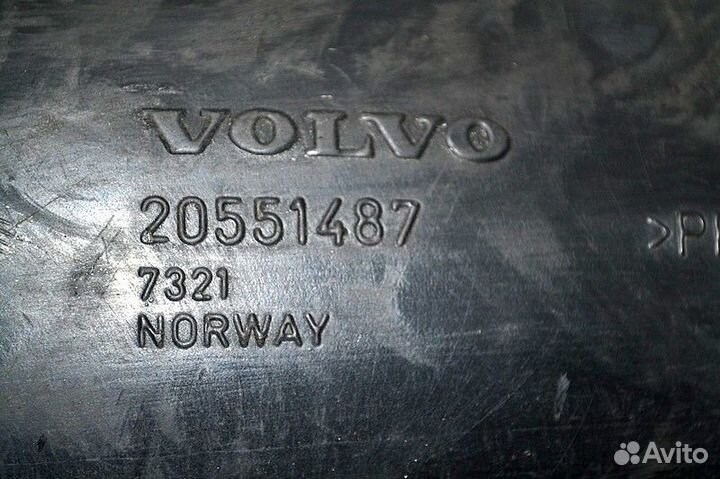 VOLVO
20551487
7321
NORWAY
>P
Avito